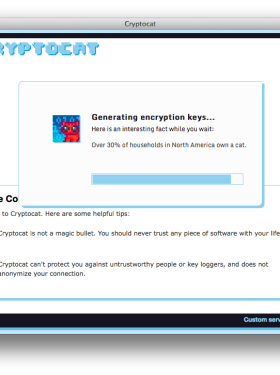 Cryptocat
RYPTOCAT
Generating encryption keys...
Here is an interesting fact while you wait:
Over 30% of households in North America own a cat.
e Co
to Cryptocat. Here are some helpful tips:
Cryptocat is not a magic bullet. You should never trust any piece of software with your life
Cryptocat can't protect you against untrustworthy people or key loggers, and does not
anonymize your connection.
Custom serv